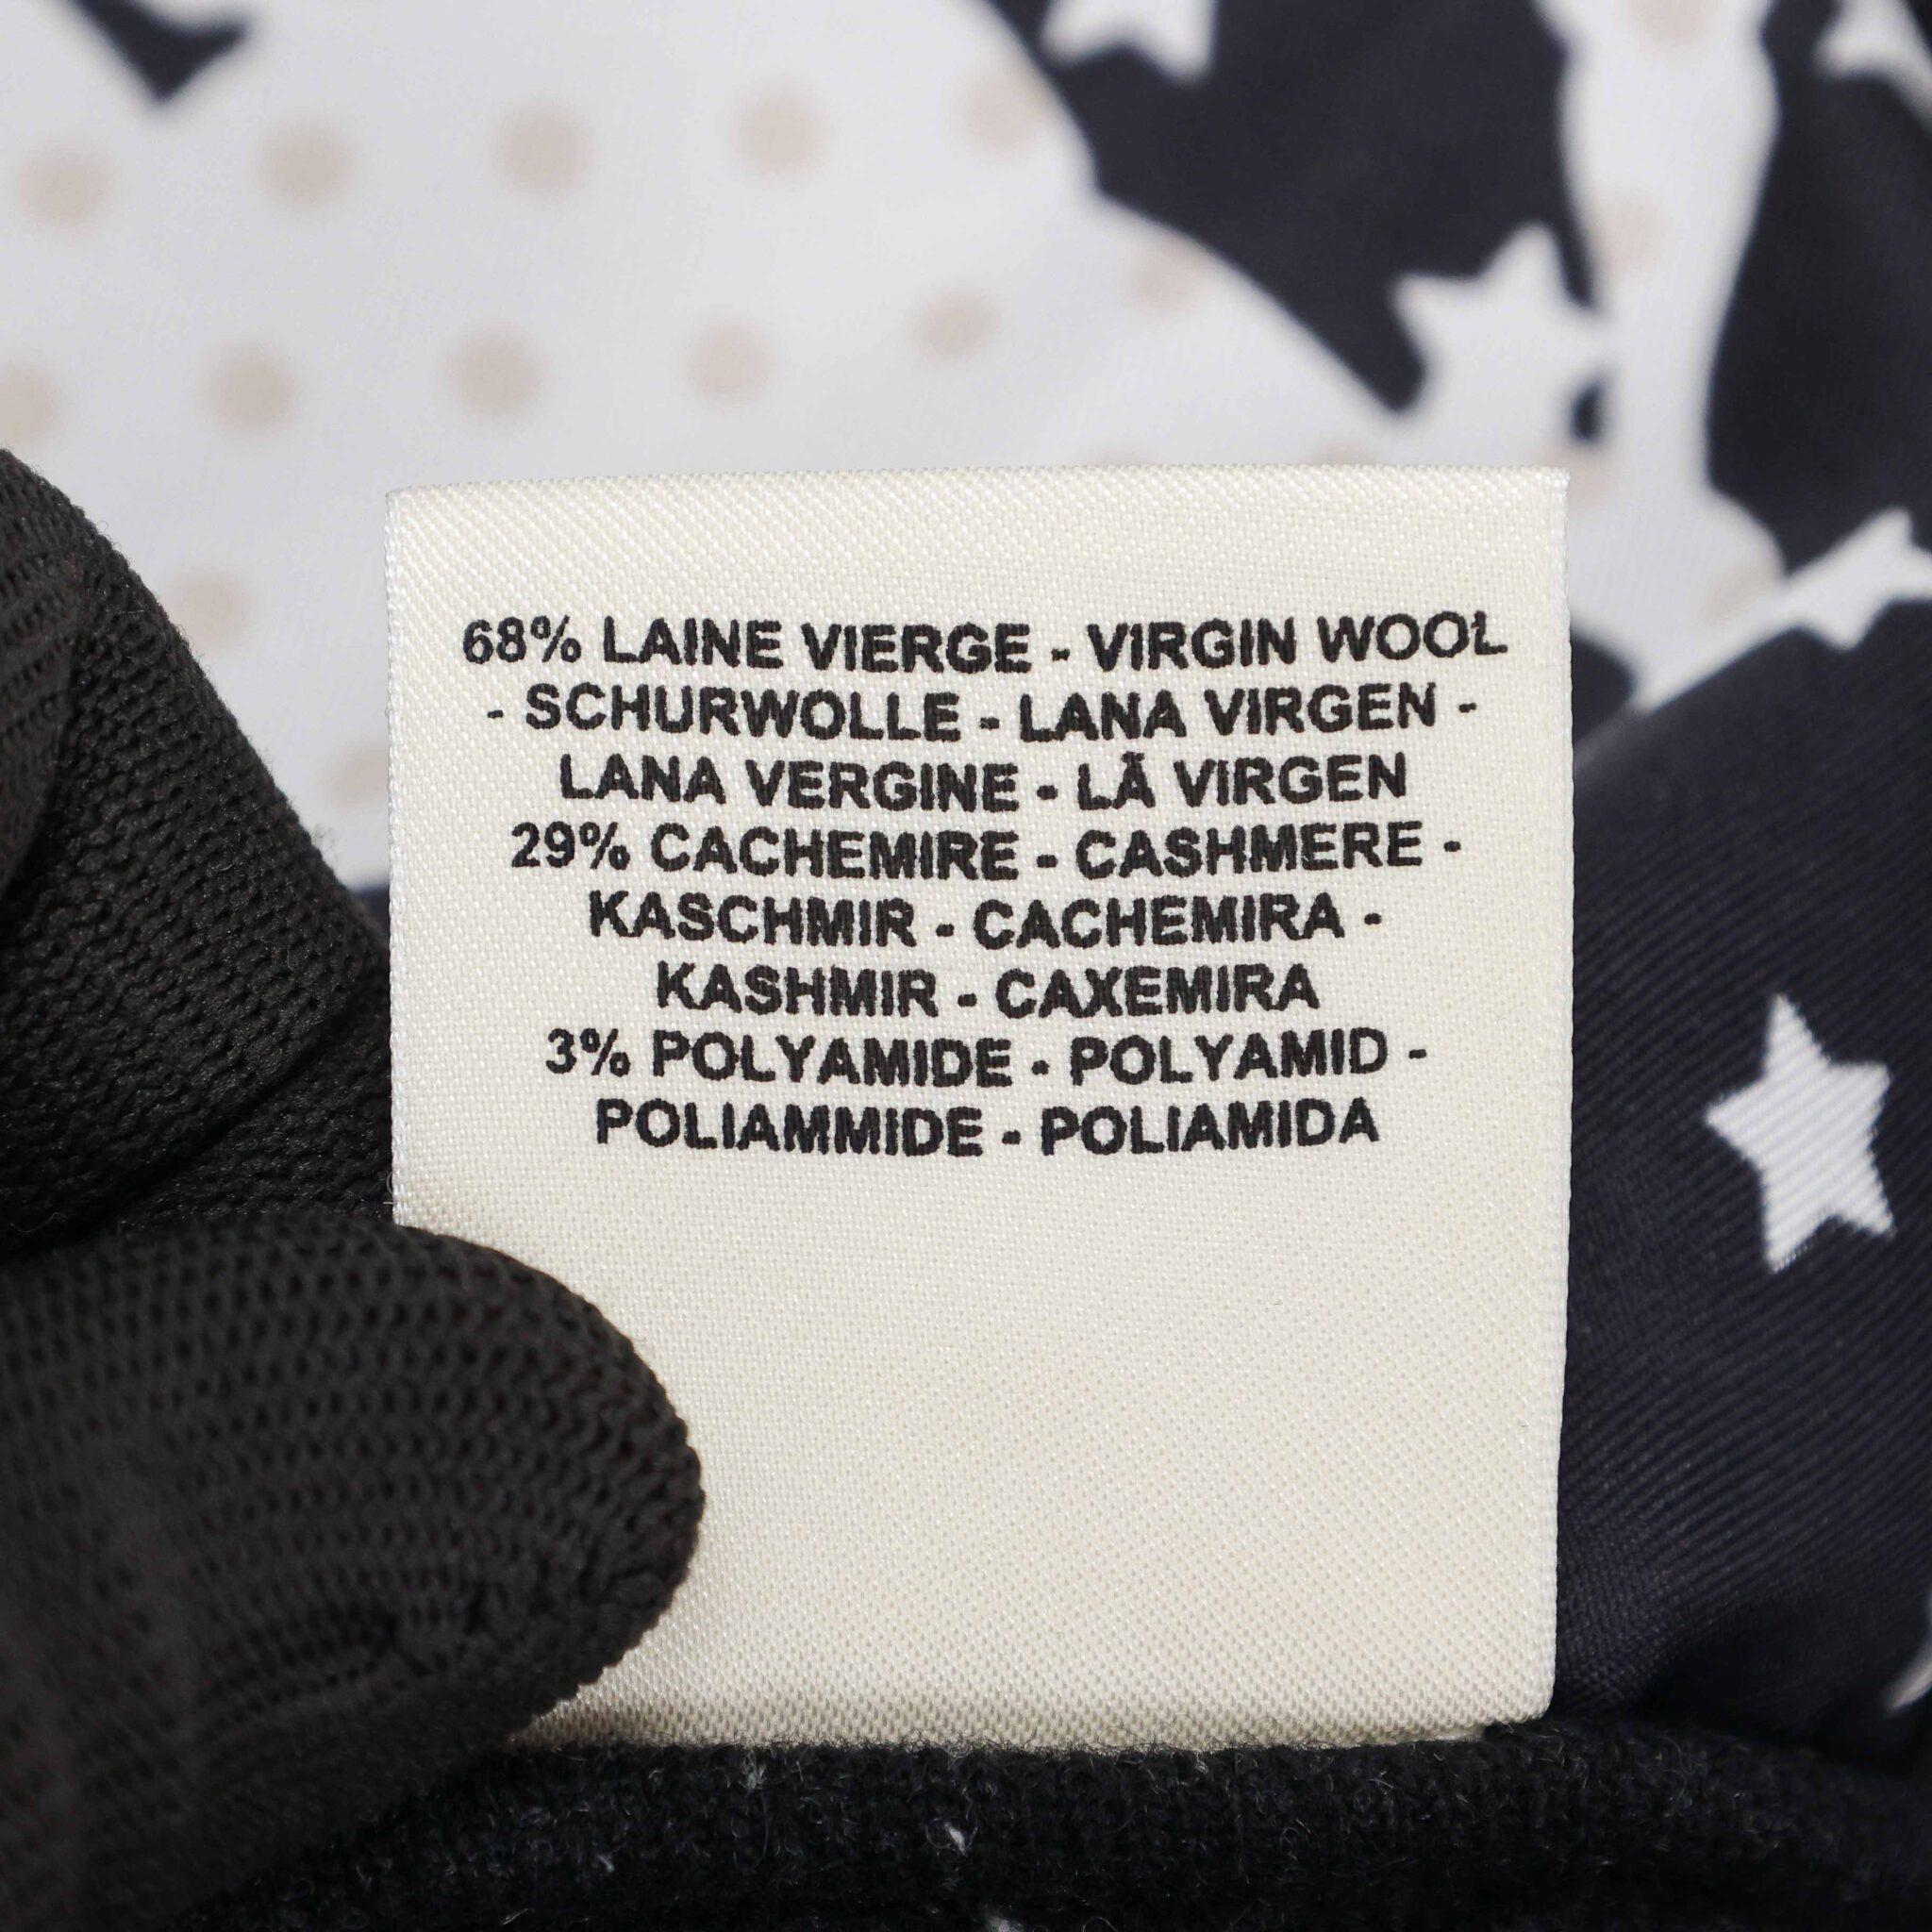 68% LAINE VIERGE - VIRGIN WOOL
- SCHURWOLLE - LANA VIRGEN -
LANA VERGINE - LÃ VIRGEN
29% CACHEMIRE - CASHMERE -
KASCHMIR - CACHEMIRA -
KASHMIR - CAXEMIRA
3% POLYAMIDE - POLYAMID -
POLIAMMIDE - POLIAMIDA